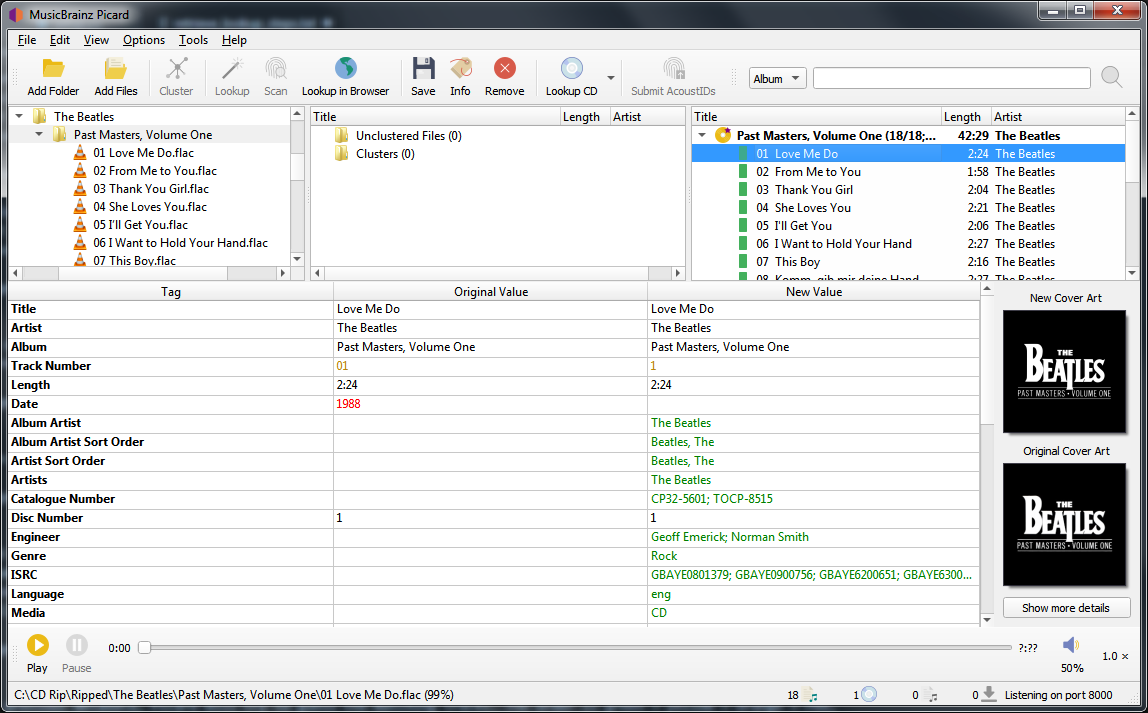 MusicBrainz Picard
File Edit View Options Tools Help
Add Folder Add Files Cluster Lookup Scan Lookup in Browser Save Info Remove Lookup CD Submit AcoustIDs Album
The Beatles
Past Masters, Volume One
01 Love Me Do.flac
02 From Me to You.flac
03 Thank You Girl.flac
04 She Loves You.flac
05 I'll Get You.flac
06 I Want to Hold Your Hand.flac
07 This Boy.flac
Title Length Artist
Unclustered Files (0)
Clusters (0)
Title Length Artist
Past Masters, Volume One (18/18;... 42:29 The Beatles
01 Love Me Do 2:24 The Beatles
02 From Me to You 1:58 The Beatles
03 Thank You Girl 2:04 The Beatles
04 She Loves You 2:21 The Beatles
05 I'll Get You 2:06 The Beatles
06 I Want to Hold Your Hand 2:27 The Beatles
07 This Boy 2:16 The Beatles
08 Komm, gib mir deine Hand 2:27 The Beatles
Tag Original Value New Value
Title Love Me Do Love Me Do
Artist The Beatles The Beatles
Album Past Masters, Volume One Past Masters, Volume One
Track Number 01 1
Length 2:24 2:24
Date 1988
Album Artist The Beatles
Album Artist Sort Order Beatles, The
Artist Sort Order Beatles, The
Artists The Beatles
Catalogue Number CP32-5601; TOCP-8515
Disc Number 1 1
Engineer Geoff Emerick; Norman Smith
Genre Rock
ISRC GBAYE0801379; GBAYE0900756; GBAYE6200651; GBAYE6300...
Language eng
Media CD
New Cover Art
THE
BEATLES
PAST MASTERS · VOLUME ONE
Original Cover Art
THE
BEATLES
PAST MASTERS · VOLUME ONE
Show more details
Play Pause 0:00 ?:?? 50% 1.0 ×
C:\CD Rip\Ripped\The Beatles\Past Masters, Volume One\01 Love Me Do.flac (99%) 18 1 0 0 Listening on port 8000